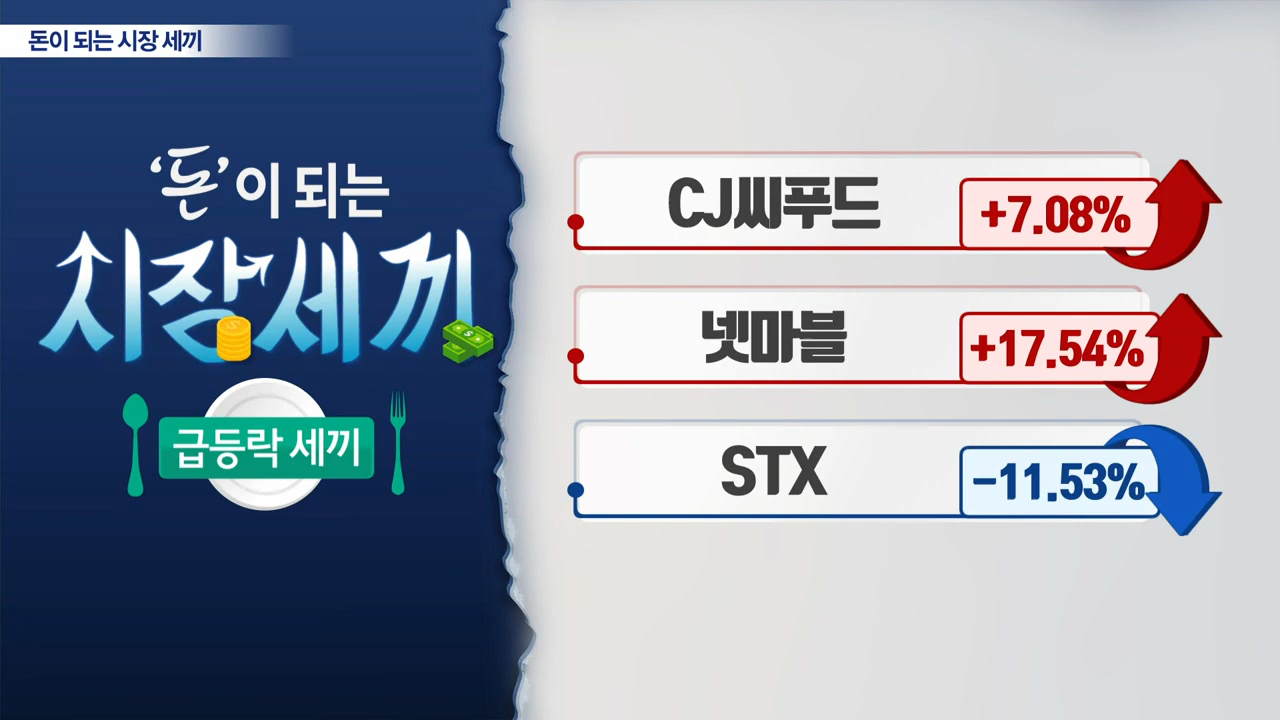 돈이 되는 시장 세끼
‘돈’이 되는
시장세끼
급등락 세끼
CJ씨푸드
+7.08%
넷마블
+17.54%
STX
-11.53%